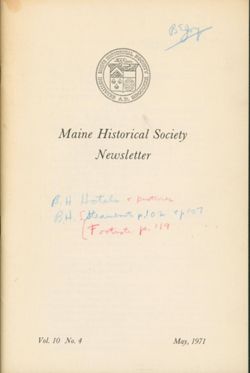 Maine Historical Society
Newsletter
B.H Hotels + pictures
B.H. Steamers p. 102 + p. 107
Footnote p. 119
Vol. 10 No. 4 May, 1971